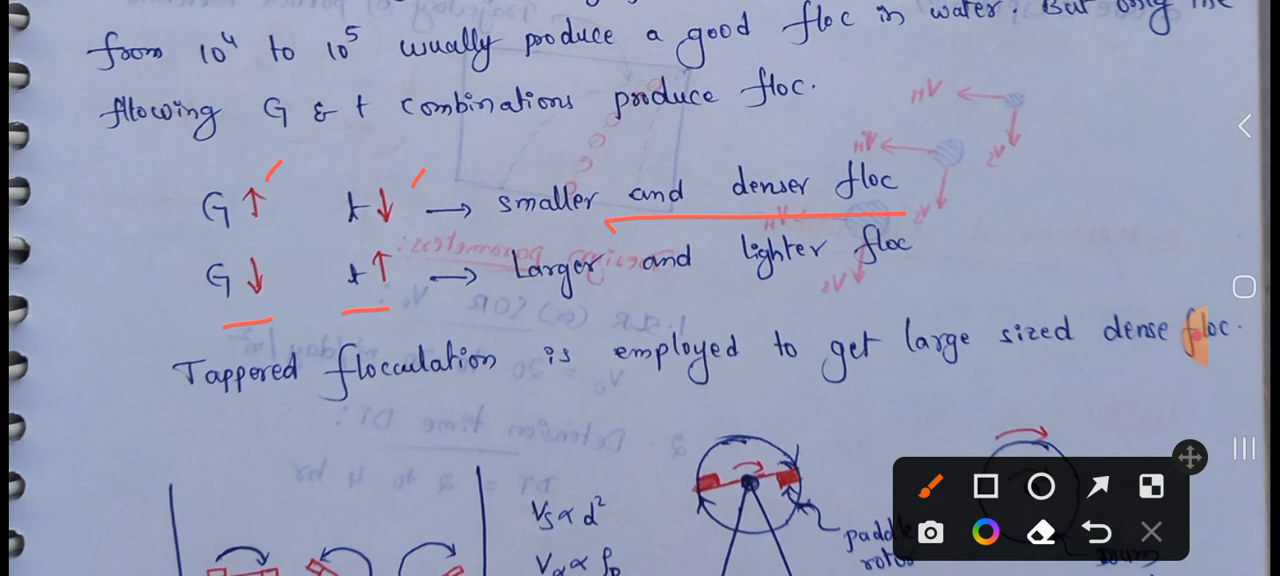 from 10⁴ to 10⁵ usually produce a good floc in water. But only the
flowing G & t combinations produce floc.
G ↑ t ↓ → smaller and denser floc
G ↓ t ↑ → Larger and lighter floc
Tappered flocculation is employed to get large sized dense floc.
Vs ∝ d²
paddle
rotor